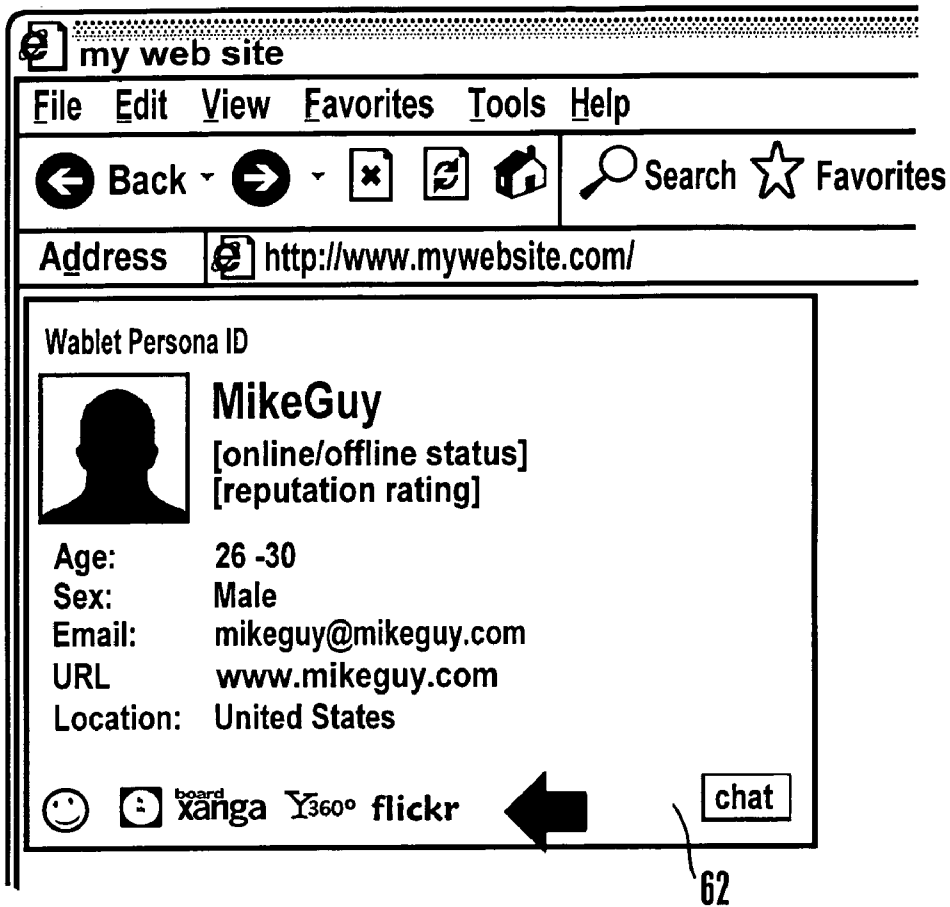 my web site
File Edit View Favorites Tools Help
Back Search Favorites
Address http://www.mywebsite.com/
Wablet Persona ID
MikeGuy
[online/offline status]
[reputation rating]
Age: 26 -30
Sex: Male
Email: mikeguy@mikeguy.com
URL www.mikeguy.com
Location: United States
board
xanga Y360° flickr chat
62